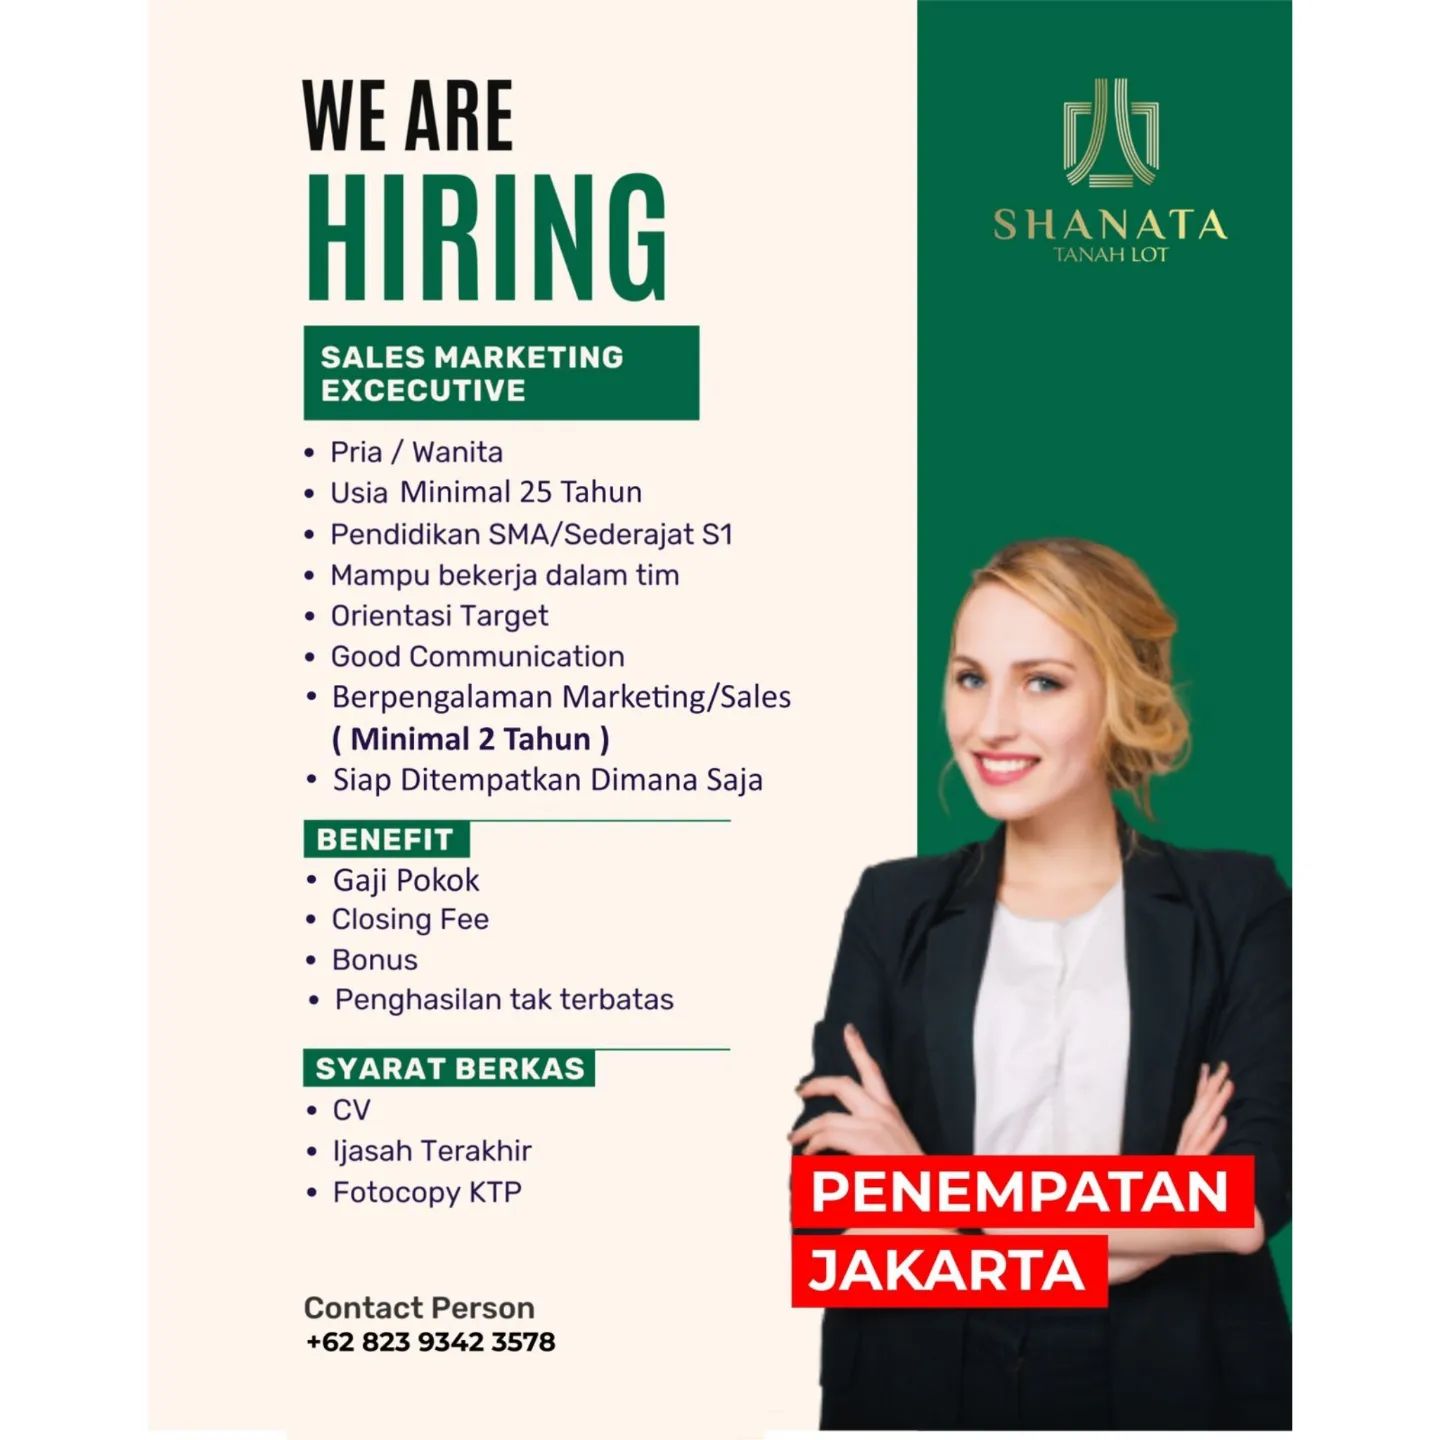 WE ARE
HIRING
SHANATA
TANAH LOT
SALES MARKETING
EXCECUTIVE
• Pria / Wanita
• Usia Minimal 25 Tahun
• Pendidikan SMA/Sederajat S1
• Mampu bekerja dalam tim
• Orientasi Target
• Good Communication
• Berpengalaman Marketing/Sales
( Minimal 2 Tahun )
• Siap Ditempatkan Dimana Saja
BENEFIT
• Gaji Pokok
• Closing Fee
• Bonus
• Penghasilan tak terbatas
SYARAT BERKAS
• CV
• Ijasah Terakhir
• Fotocopy KTP
PENEMPATAN
JAKARTA
Contact Person
+62 823 9342 3578